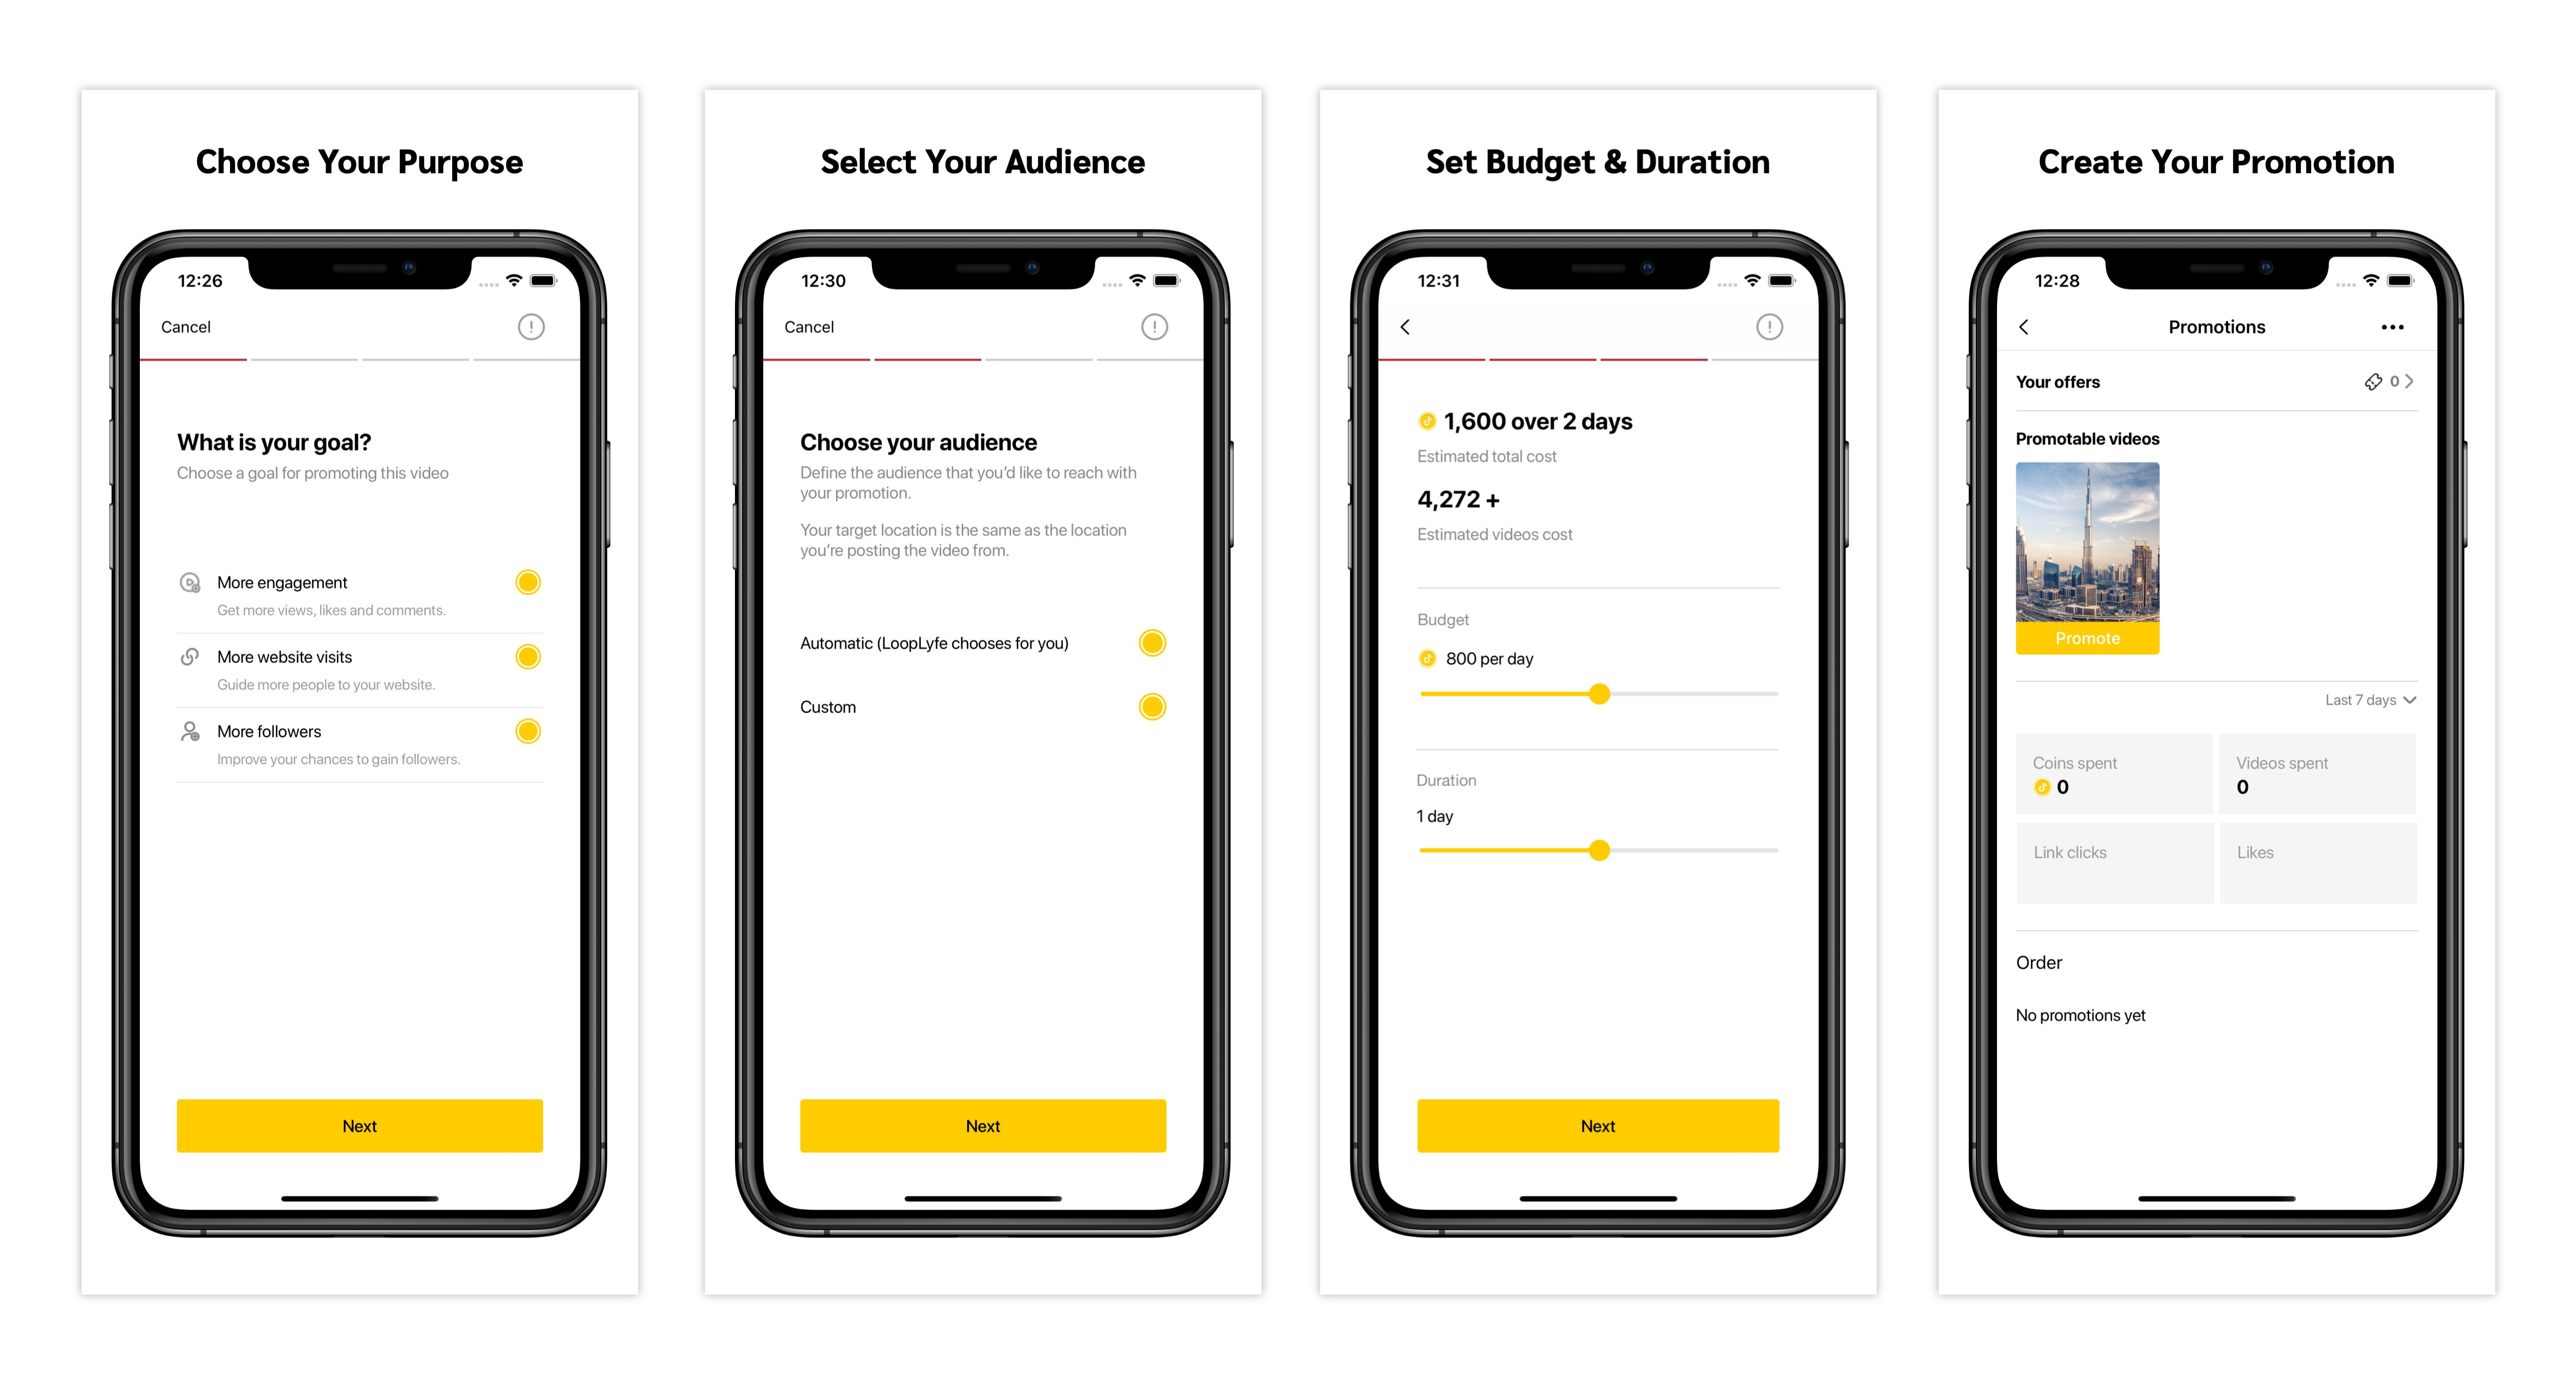 Choose Your Purpose
12:26
Cancel
What is your goal?
Choose a goal for promoting this video
More engagement
Get more views, likes and comments.
More website visits
Guide more people to your website.
More followers
Improve your chances to gain followers.
Next
Select Your Audience
12:30
Cancel
Choose your audience
Define the audience that you'd like to reach with
your promotion.
Your target location is the same as the location
you're posting the video from.
Automatic (LoopLyfe chooses for you)
Custom
Next
Set Budget & Duration
12:31
1,600 over 2 days
Estimated total cost
4,272 +
Estimated videos cost
Budget
800 per day
Duration
1 day
Next
Create Your Promotion
12:28
Promotions
Your offers
0
Promotable videos
Promote
Last 7 days
Coins spent
0
Videos spent
0
Link clicks
Likes
Order
No promotions yet